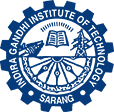 INDIRA GANDHI INSTITUTE OF TECHNOLOGY
SARANG